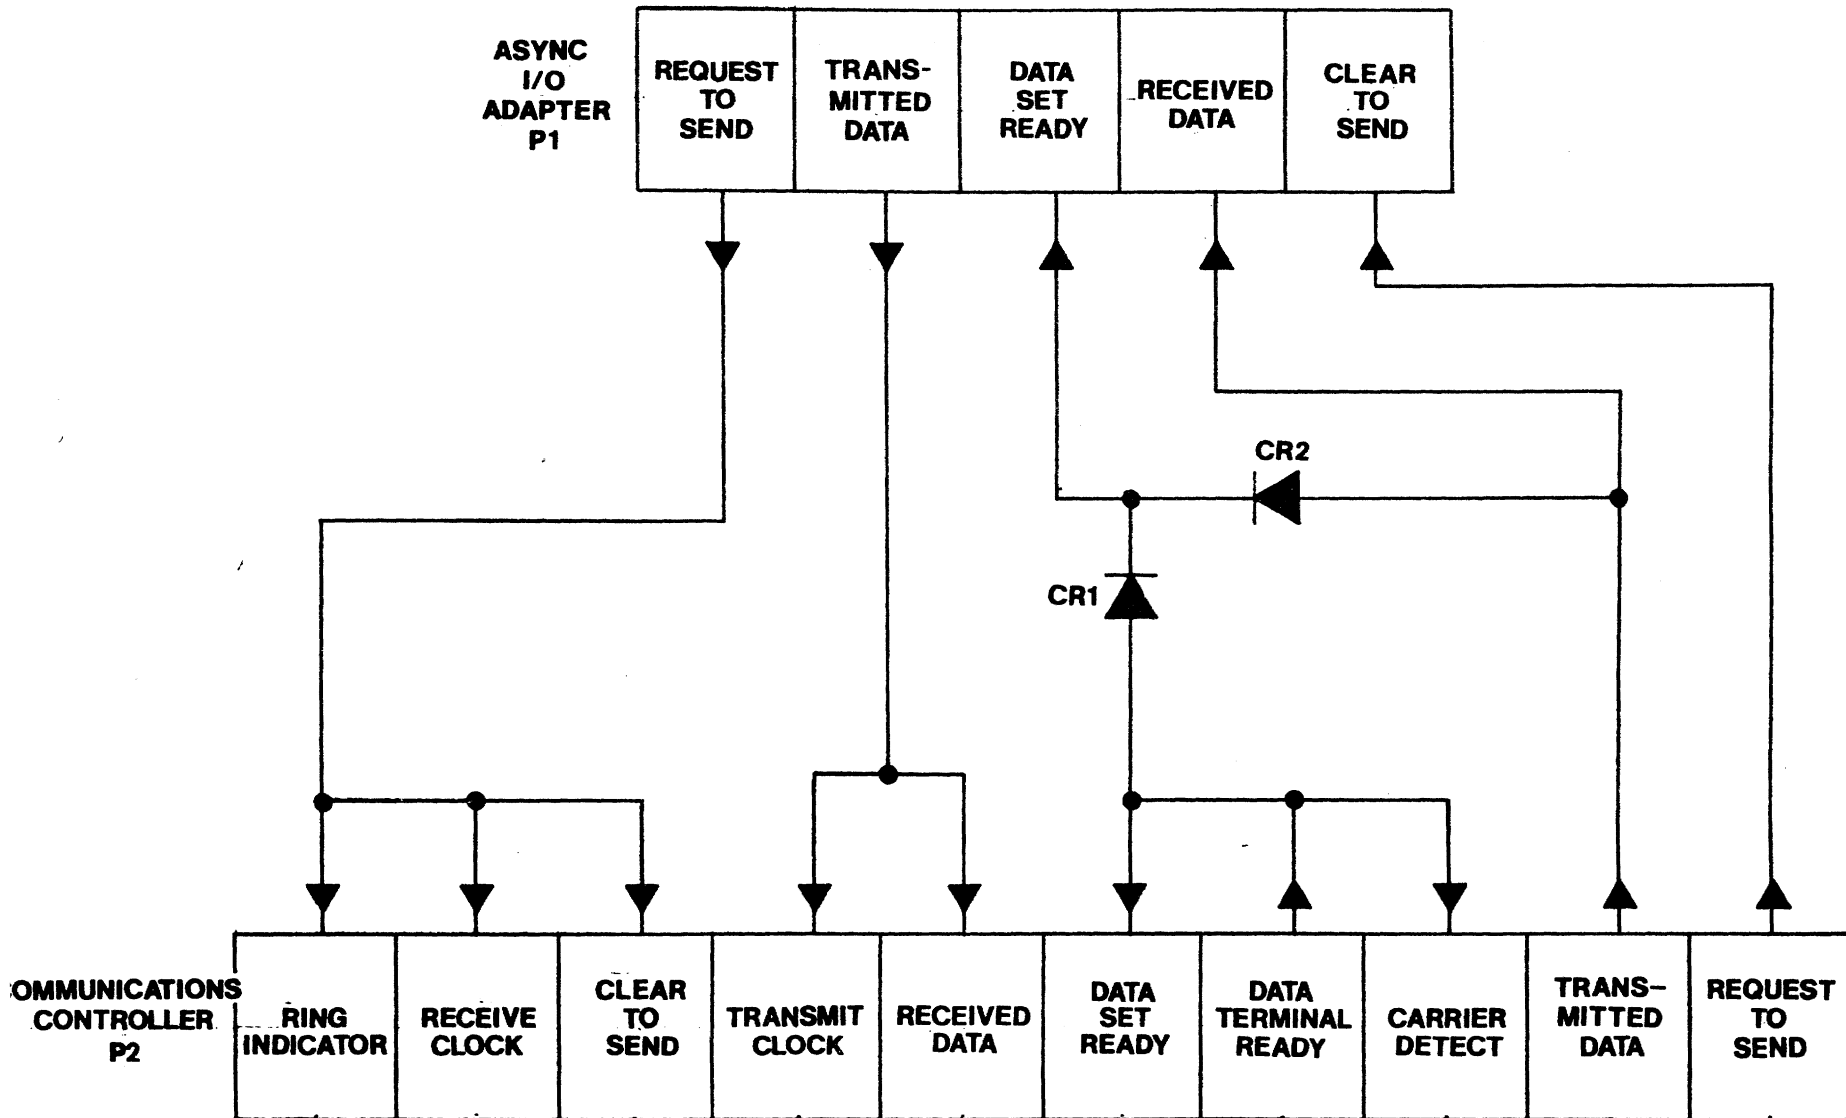 ASYNC
I/O
ADAPTER
P1
REQUEST
TO
SEND
TRANS-
MITTED
DATA
DATA
SET
READY
RECEIVED
DATA
CLEAR
TO
SEND
CR2
CR1
OMMUNICATIONS
CONTROLLER
P2
RING
INDICATOR
RECEIVE
CLOCK
CLEAR
TO
SEND
TRANSMIT
CLOCK
RECEIVED
DATA
DATA
SET
READY
DATA
TERMINAL
READY
CARRIER
DETECT
TRANS-
MITTED
DATA
REQUEST
TO
SEND